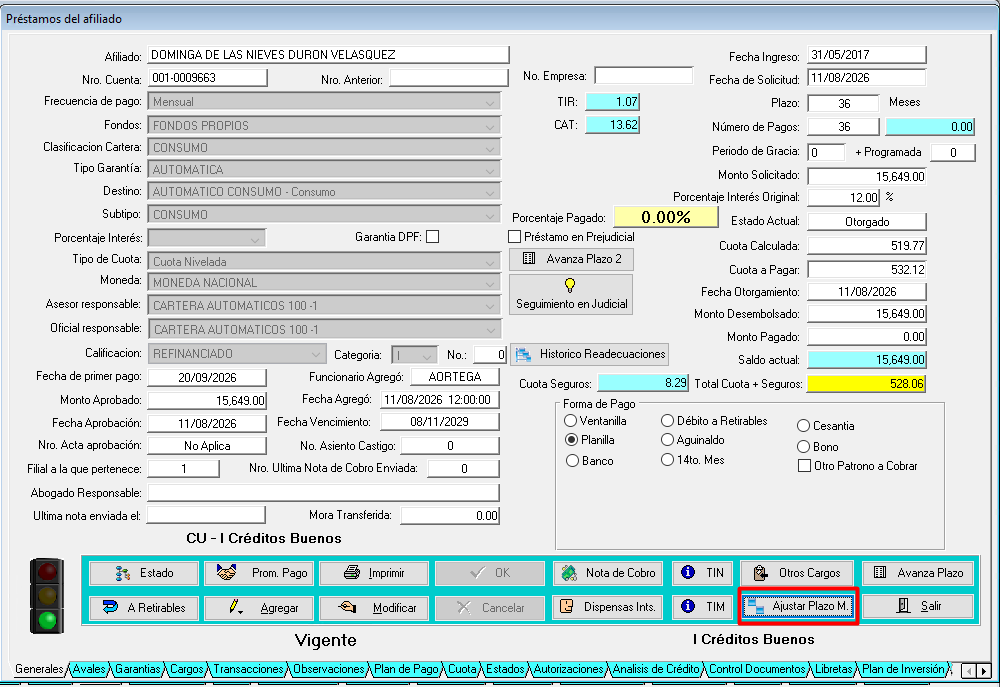 Préstamos del afiliado
Afiliado: DOMINGA DE LAS NIEVES DURON VELASQUEZ
Fecha Ingreso: 31/05/2017
Nro. Cuenta: 001-0009663 Nro. Anterior: No. Empresa:
Fecha de Solicitud: 11/08/2026
Frecuencia de pago: Mensual
TIR: 1.07
Plazo: 36 Meses
Fondos: FONDOS PROPIOS
CAT: 13.62
Número de Pagos: 36 0.00
Clasificacion Cartera: CONSUMO
Periodo de Gracia: 0 + Programada 0
Tipo Garantía: AUTOMATICA
Monto Solicitado: 15,649.00
Destino: AUTOMATICO CONSUMO - Consumo
Porcentaje Interés Original: 12.00 %
Subtipo: CONSUMO
Porcentaje Pagado: 0.00%
Estado Actual: Otorgado
Porcentaje Interés: Garantia DPF: Préstamo en Prejudicial
Cuota Calculada: 519.77
Tipo de Cuota: Cuota Nivelada
Avanza Plazo 2
Cuota a Pagar: 532.12
Moneda: MONEDA NACIONAL
Fecha Otorgamiento: 11/08/2026
Asesor responsable: CARTERA AUTOMATICOS 100 -1
Seguimiento en Judicial
Monto Desembolsado: 15,649.00
Oficial responsable: CARTERA AUTOMATICOS 100 -1
Monto Pagado: 0.00
Calificacion: REFINANCIADO Categoria: I No.: 0
Historico Readecuaciones
Saldo actual: 15,649.00
Fecha de primer pago: 20/09/2026 Funcionario Agregó: AORTEGA
Cuota Seguros: 8.29 Total Cuota + Seguros: 528.06
Monto Aprobado: 15,649.00 Fecha Agregó: 11/08/2026 12:00:00
Forma de Pago
Fecha Aprobación: 11/08/2026 Fecha Vencimiento: 08/11/2029
Ventanilla Débito a Retirables Cesantia
Nro. Acta aprobación: No Aplica No. Asiento Castigo: 0
Planilla Aguinaldo Bono
Filial a la que pertenece: 1 Nro. Ultima Nota de Cobro Enviada: 0
Banco 14to. Mes Otro Patrono a Cobrar
Abogado Responsable:
Ultima nota enviada el: Mora Transferida: 0.00
CU - I Créditos Buenos
Estado Prom. Pago Imprimir OK Nota de Cobro TIN Otros Cargos Avanza Plazo
A Retirables Agregar Modificar Cancelar Dispensas Ints. TIM Ajustar Plazo M. Salir
Vigente I Créditos Buenos
Generales Avales Garantias Cargos Transacciones Observaciones Plan de Pago Cuota Estados Autorizaciones Analisis de Crédito Control Documentos Libretas Plan de Inversión